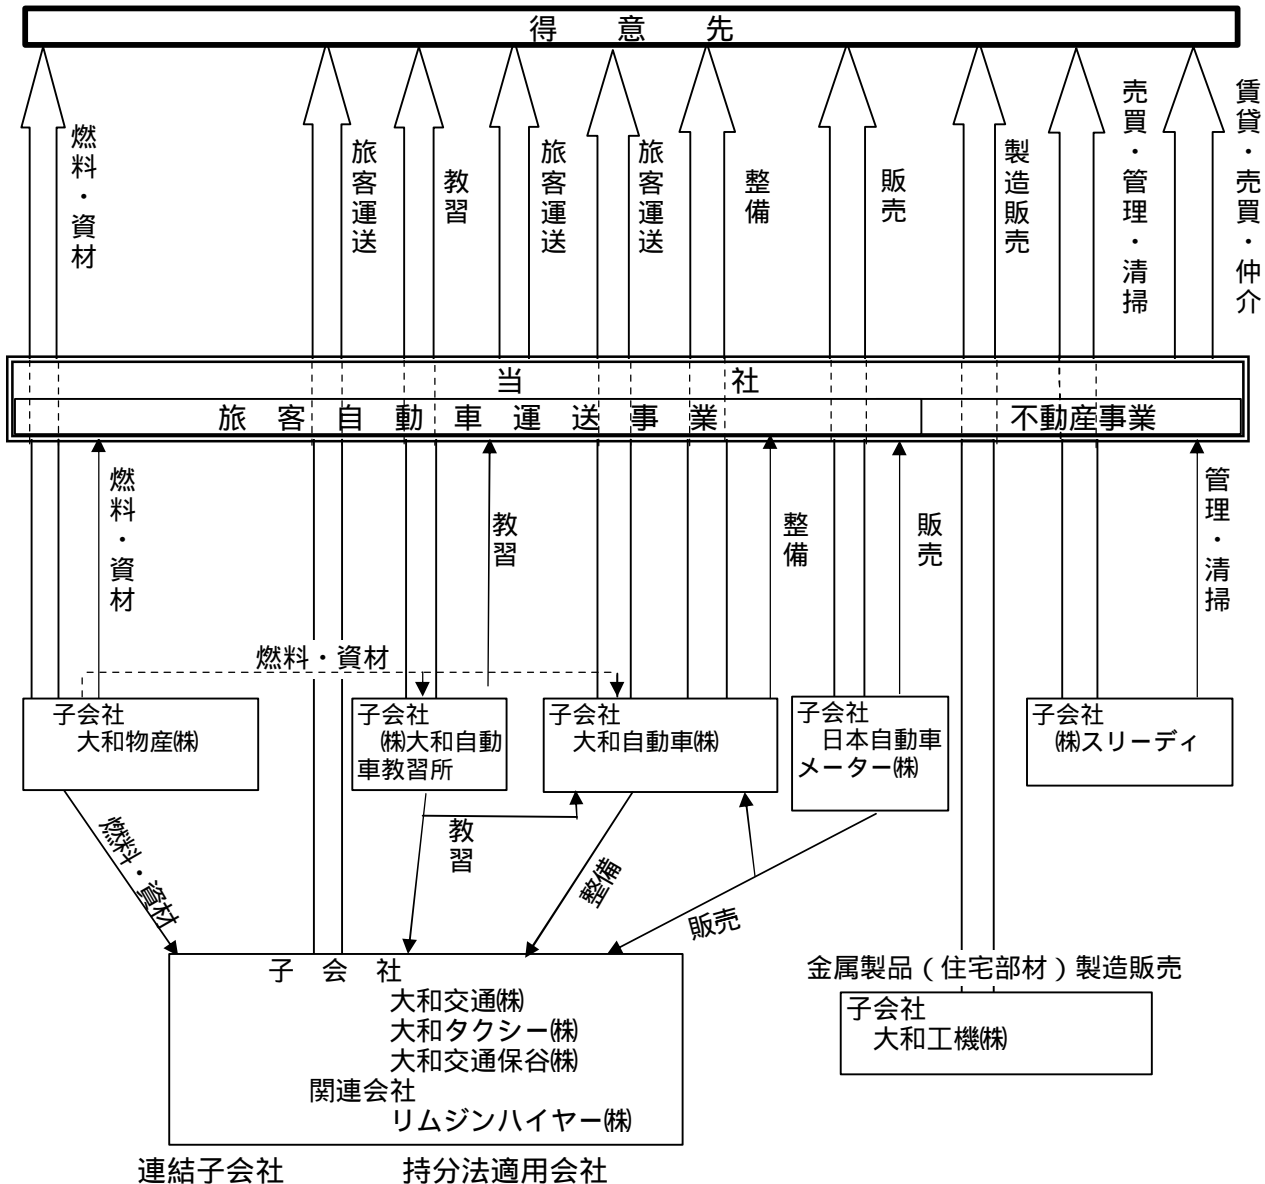 得意先
燃料・資材
旅客運送
教習
旅客運送
旅客運送
整備
販売
製造販売
売買・管理・清掃
賃貸・売買・仲介
当社
旅客自動車運送事業
不動産事業
燃料・資材
教習
整備
販売
管理・清掃
燃料・資材
子会社
大和物産㈱
子会社
㈱大和自動
車教習所
子会社
大和自動車㈱
子会社
日本自動車
メーター㈱
子会社
㈱スリーディ
燃料・資材
教習
整備
販売
子会社
大和交通㈱
大和タクシー㈱
大和交通保谷㈱
関連会社
リムジンハイヤー㈱
金属製品(住宅部材)製造販売
子会社
大和工機㈱
連結子会社 持分法適用会社